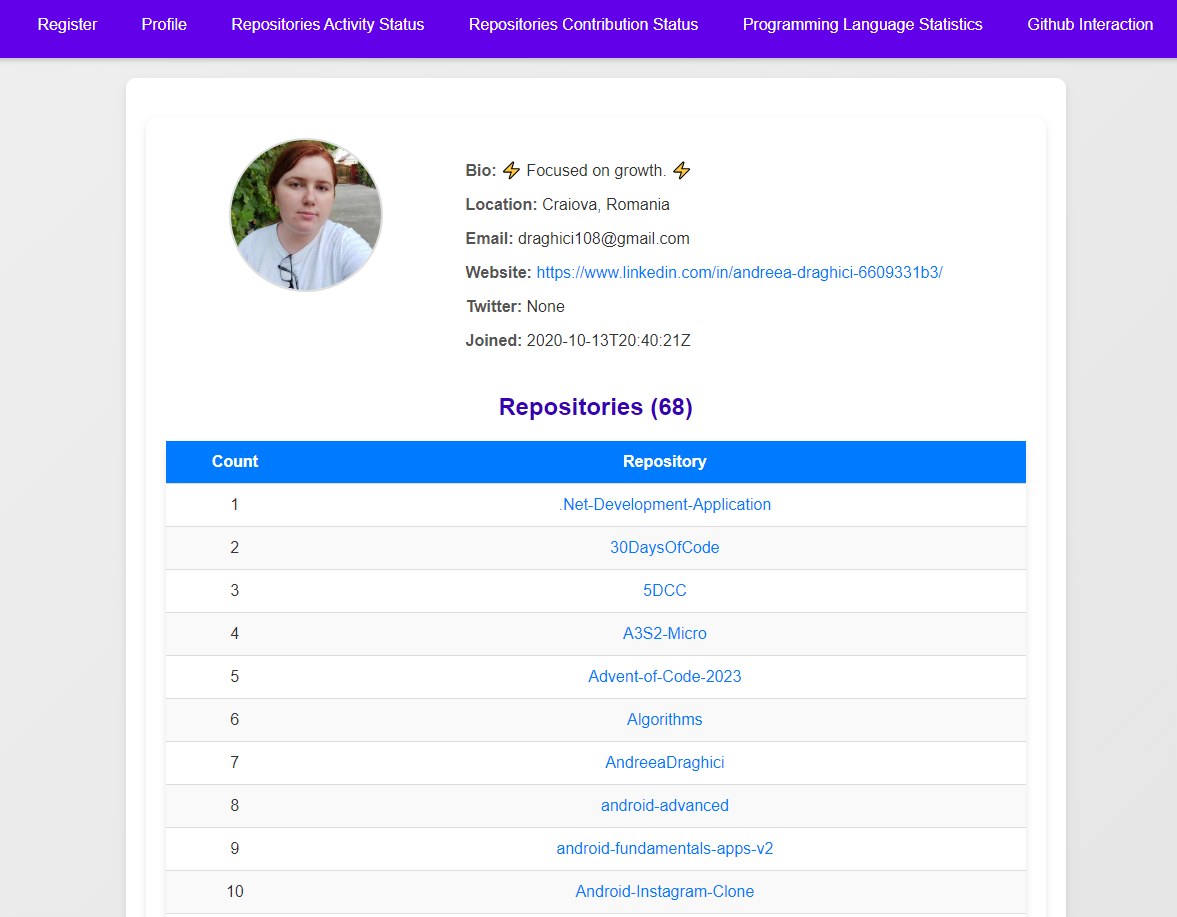 Register Profile Repositories Activity Status Repositories Contribution Status Programming Language Statistics Github Interaction
Bio: ⚡ Focused on growth. ⚡
Location: Craiova, Romania
Email: draghici108@gmail.com
Website: https://www.linkedin.com/in/andreea-draghici-6609331b3/
Twitter: None
Joined: 2020-10-13T20:40:21Z
Repositories (68)
Count Repository
1 .Net-Development-Application
2 30DaysOfCode
3 5DCC
4 A3S2-Micro
5 Advent-of-Code-2023
6 Algorithms
7 AndreeaDraghici
8 android-advanced
9 android-fundamentals-apps-v2
10 Android-Instagram-Clone